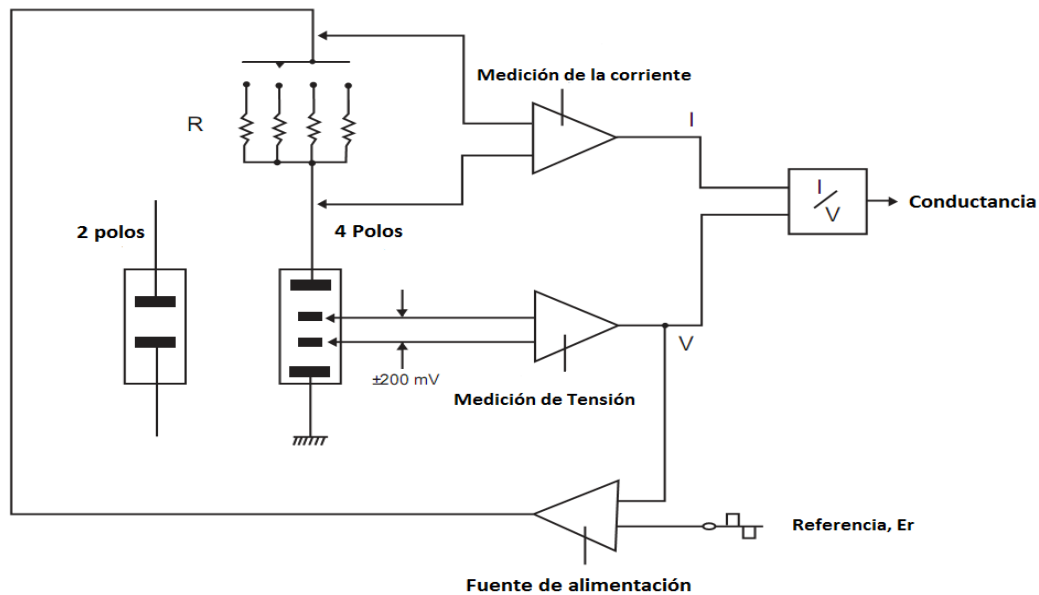 Medición de la corriente
R
I
I
/
V
Conductancia
2 polos
4 Polos
V
±200 mV
Medición de Tensión
Referencia, Er
Fuente de alimentación